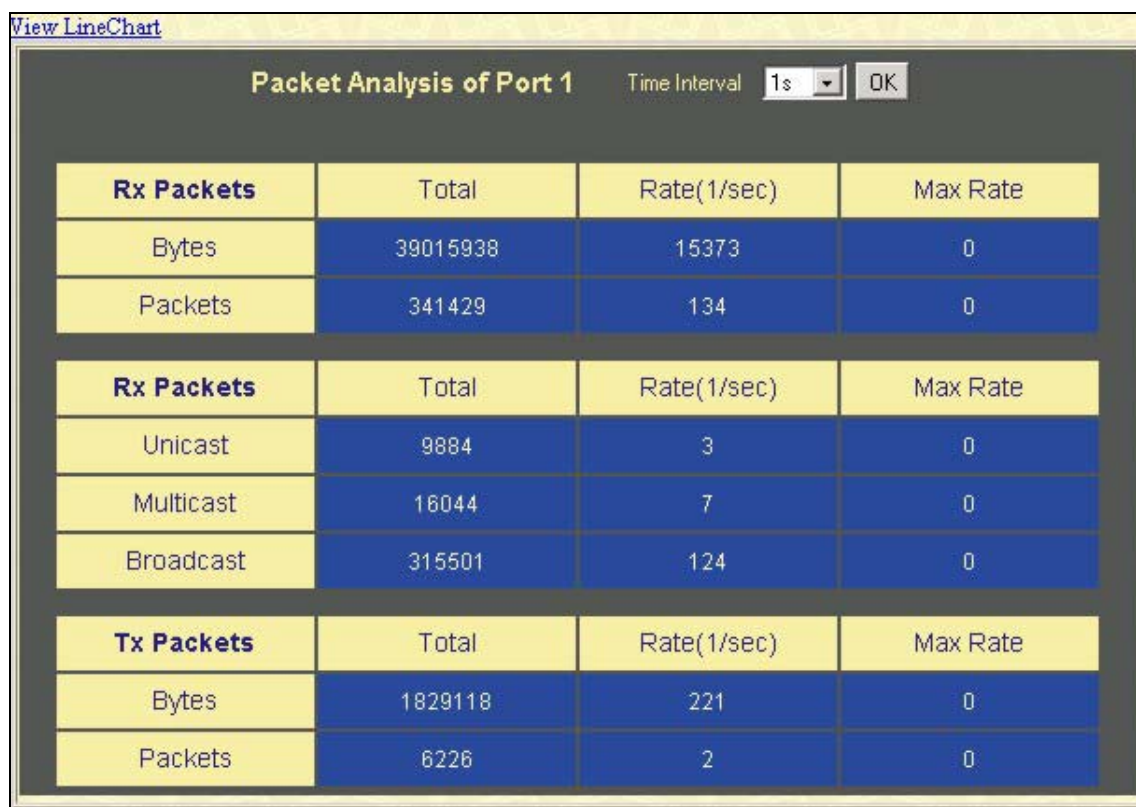 View LineChart
Packet Analysis of Port 1 Time Interval 1s OK
Rx Packets Total Rate(1/sec) Max Rate
Bytes 39015938 15373 0
Packets 341429 134 0
Rx Packets Total Rate(1/sec) Max Rate
Unicast 9884 3 0
Multicast 16044 7 0
Broadcast 315501 124 0
Tx Packets Total Rate(1/sec) Max Rate
Bytes 1829118 221 0
Packets 6226 2 0